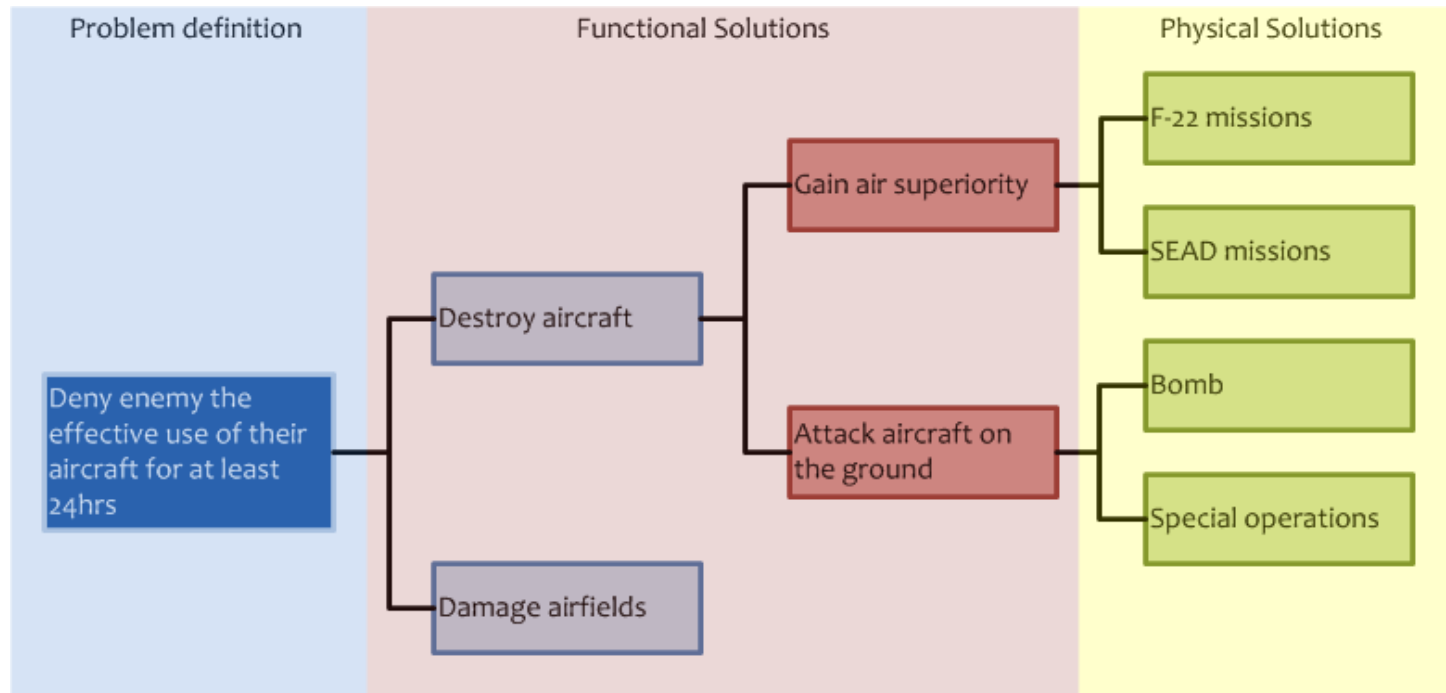 Problem definition
Functional Solutions
Physical Solutions
F-22 missions
Gain air superiority
SEAD missions
Destroy aircraft
Bomb
Deny enemy the
effective use of their
aircraft for at least
24hrs
Attack aircraft on
the ground
Special operations
Damage airfields